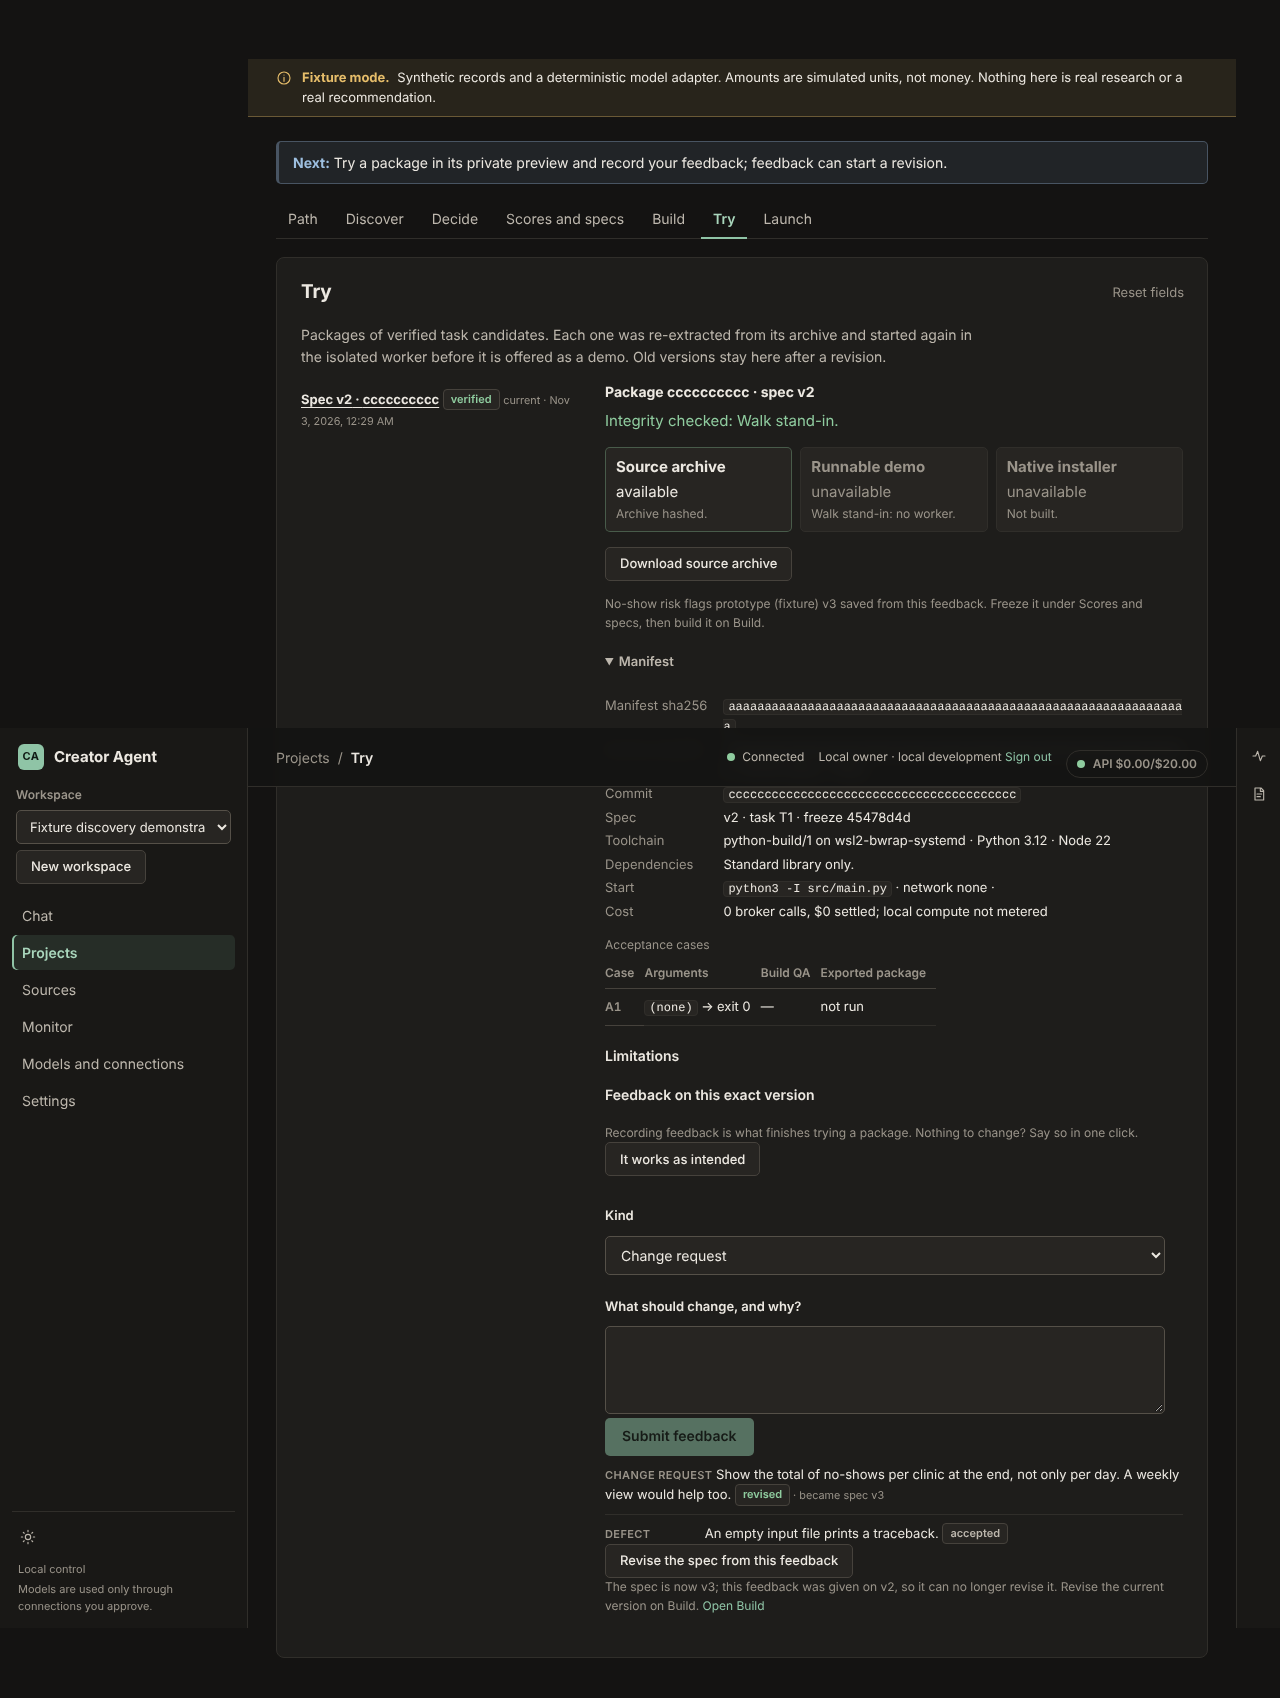 Fixture mode. Synthetic records and a deterministic model adapter. Amounts are simulated units, not money. Nothing here is real research or a
real recommendation.
Next: Try a package in its private preview and record your feedback; feedback can start a revision.
Path Discover Decide Scores and specs Build Try Launch
Try
Reset fields
Packages of verified task candidates. Each one was re-extracted from its archive and started again in
the isolated worker before it is offered as a demo. Old versions stay here after a revision.
Spec v2 · cccccccccc verified current · Nov
3, 2026, 12:29 AM
Package cccccccccc · spec v2
Integrity checked: Walk stand-in.
Source archive
available
Archive hashed.
Runnable demo
unavailable
Walk stand-in: no worker.
Native installer
unavailable
Not built.
Download source archive
No-show risk flags prototype (fixture) v3 saved from this feedback. Freeze it under Scores and
specs, then build it on Build.
▼ Manifest
Manifest sha256 aaaaaaaaaaaaaaaaaaaaaaaaaaaaaaaaaaaaaaaaaaaaaaaaaaaaaaaaaaaaaaa
a
CA Creator Agent
Workspace
Fixture discovery demonstra
New workspace
Chat
Projects
Sources
Monitor
Models and connections
Settings
Local control
Models are used only through
connections you approve.
Projects / Try
Connected Local owner · local development Sign out API $0.00/$20.00
Commit cccccccccccccccccccccccccccccccccccccccc
Spec v2 · task T1 · freeze 45478d4d
Toolchain python-build/1 on wsl2-bwrap-systemd · Python 3.12 · Node 22
Dependencies Standard library only.
Start python3 -I src/main.py · network none ·
Cost 0 broker calls, $0 settled; local compute not metered
Acceptance cases
Case Arguments Build QA Exported package
A1 (none) → exit 0 — not run
Limitations
Feedback on this exact version
Recording feedback is what finishes trying a package. Nothing to change? Say so in one click.
It works as intended
Kind
Change request
What should change, and why?
Submit feedback
CHANGE REQUEST Show the total of no-shows per clinic at the end, not only per day. A weekly
view would help too. revised · became spec v3
DEFECT An empty input file prints a traceback. accepted
Revise the spec from this feedback
The spec is now v3; this feedback was given on v2, so it can no longer revise it. Revise the current
version on Build. Open Build